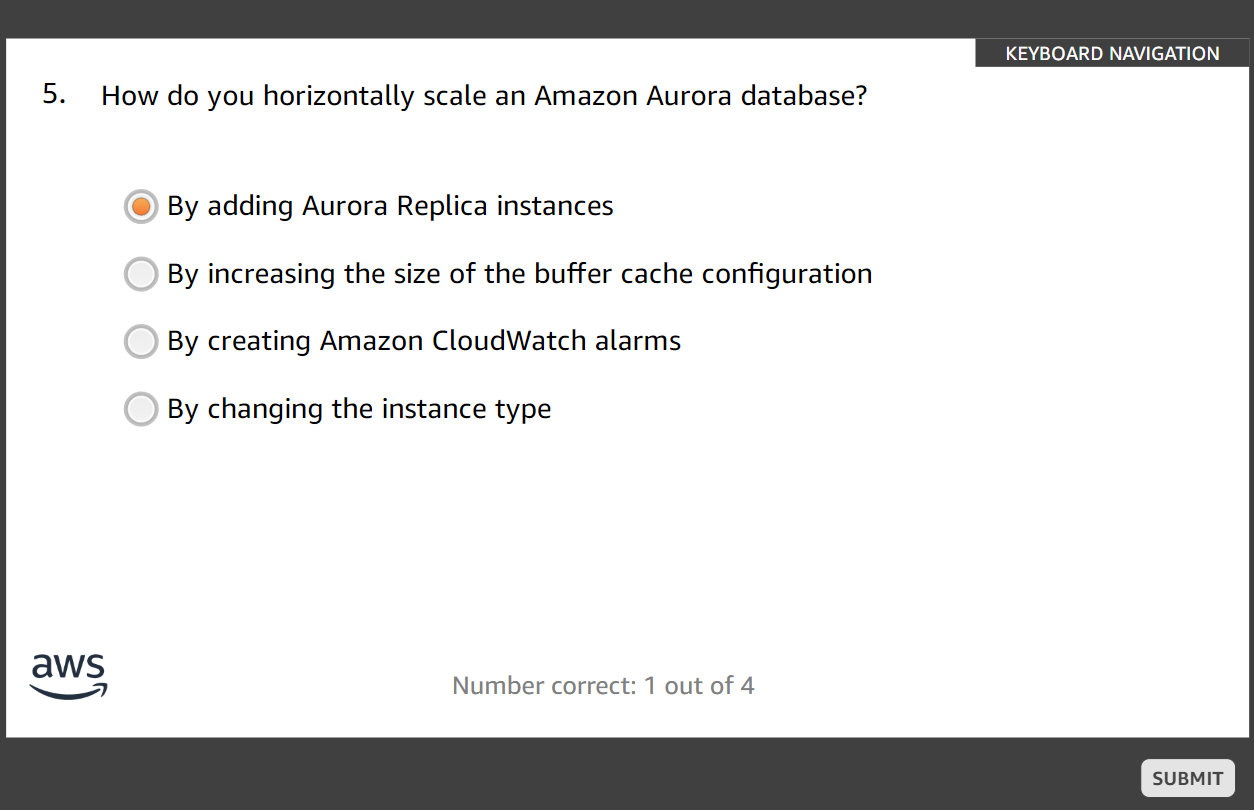 KEYBOARD NAVIGATION
5. How do you horizontally scale an Amazon Aurora database?
By adding Aurora Replica instances
By increasing the size of the buffer cache configuration
By creating Amazon CloudWatch alarms
By changing the instance type
aws
Number correct: 1 out of 4
SUBMIT